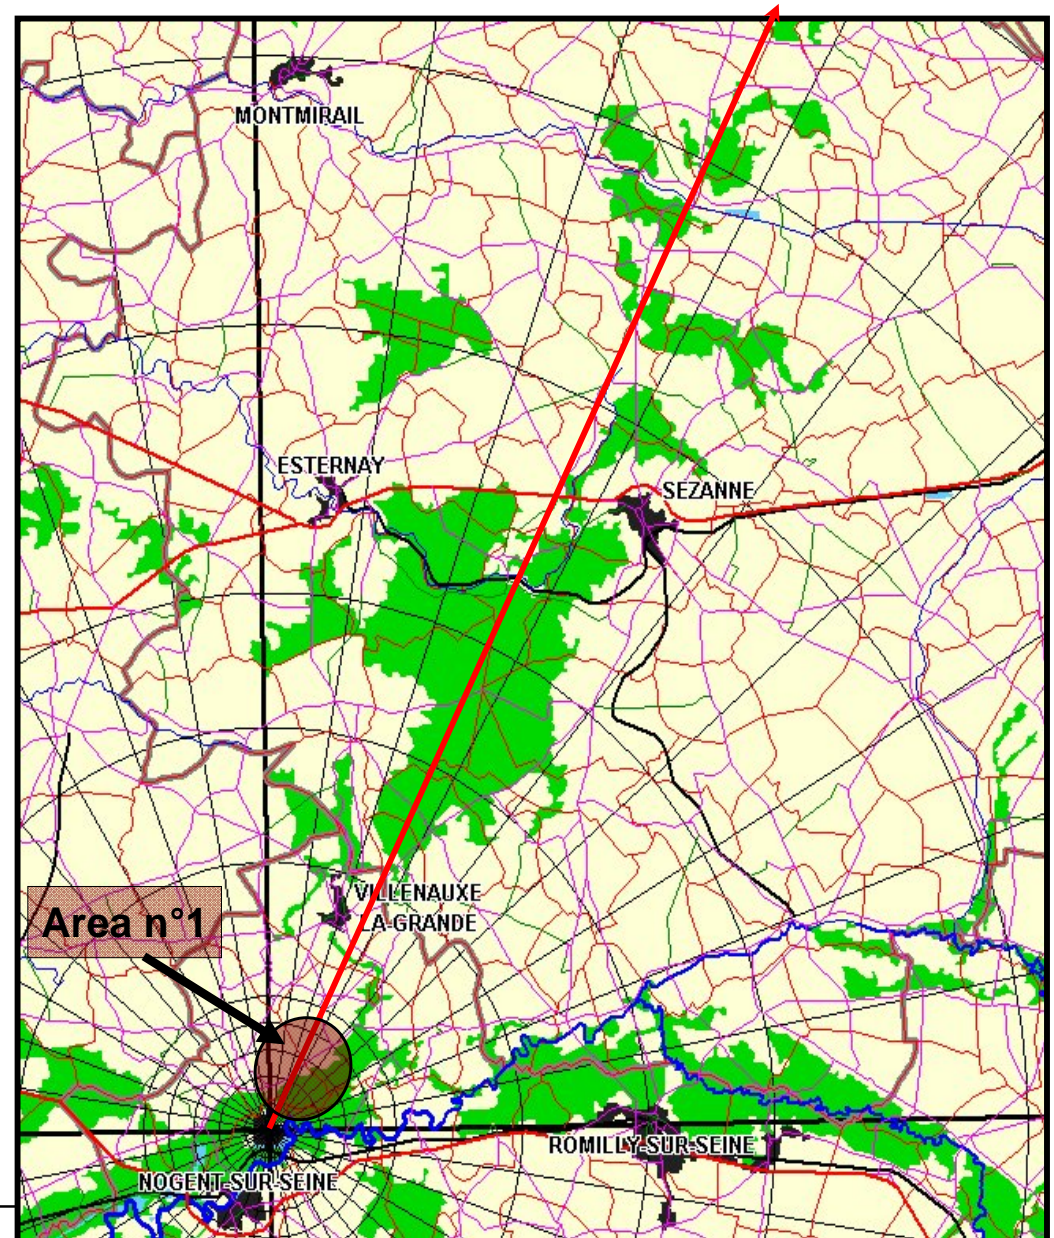 MONTMIRAIL
ESTERNAY
SEZANNE
VILLENAUXE
LA-GRANDE
Area n°1
ROMILLY-SUR-SEINE
NOGENT-SUR-SEINE